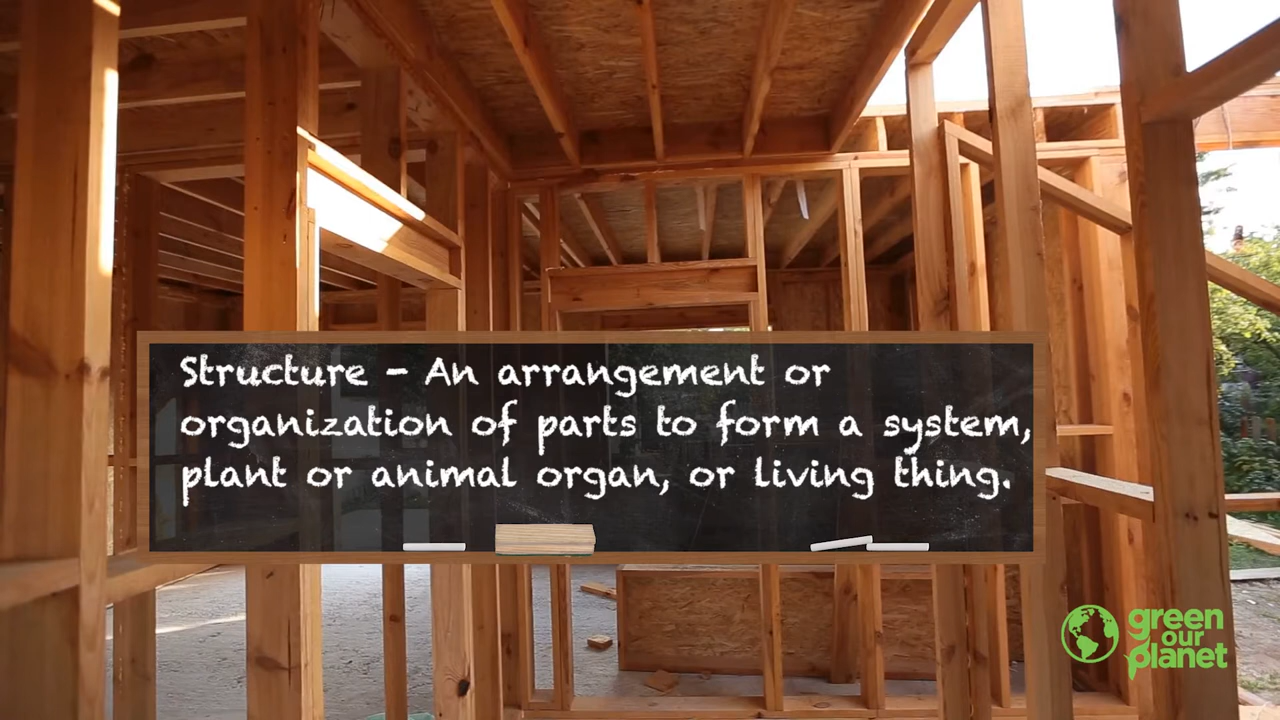 Structure - An arrangement or
organization of parts to form a system,
plant or animal organ, or living thing.
green
our
planet